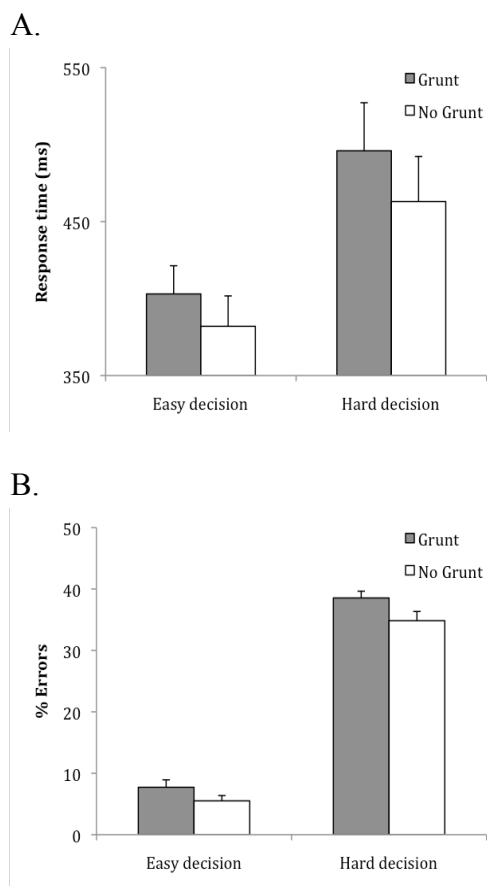 A.
550
Grunt
No Grunt
Response time (ms)
450
350
Easy decision
Hard decision
B.
50
Grunt
No Grunt
40
30
% Errors
20
10
0
Easy decision
Hard decision